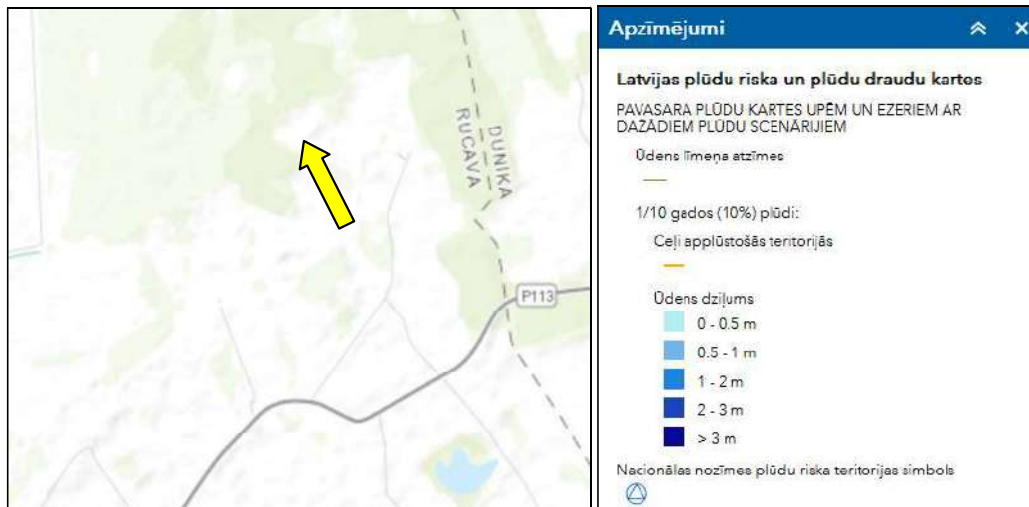 DUNIKA
RUCAVA
P113
Apzīmējumi
Latvijas plūdu riska un plūdu draudu kartes
PAVASARA PLŪDU KARTES UPĒM UN EZERIEM AR
DAŽĀDIEM PLŪDU SCENĀRIJIEM
Ūdens līmeņa atzīmes
1/10 gados (10%) plūdi:
Ceļi applūstošās teritorijās
Ūdens dziļums
0 - 0.5 m
0.5 - 1 m
1 - 2 m
2 - 3 m
> 3 m
Nacionālas nozīmes plūdu riska teritorijas simbols